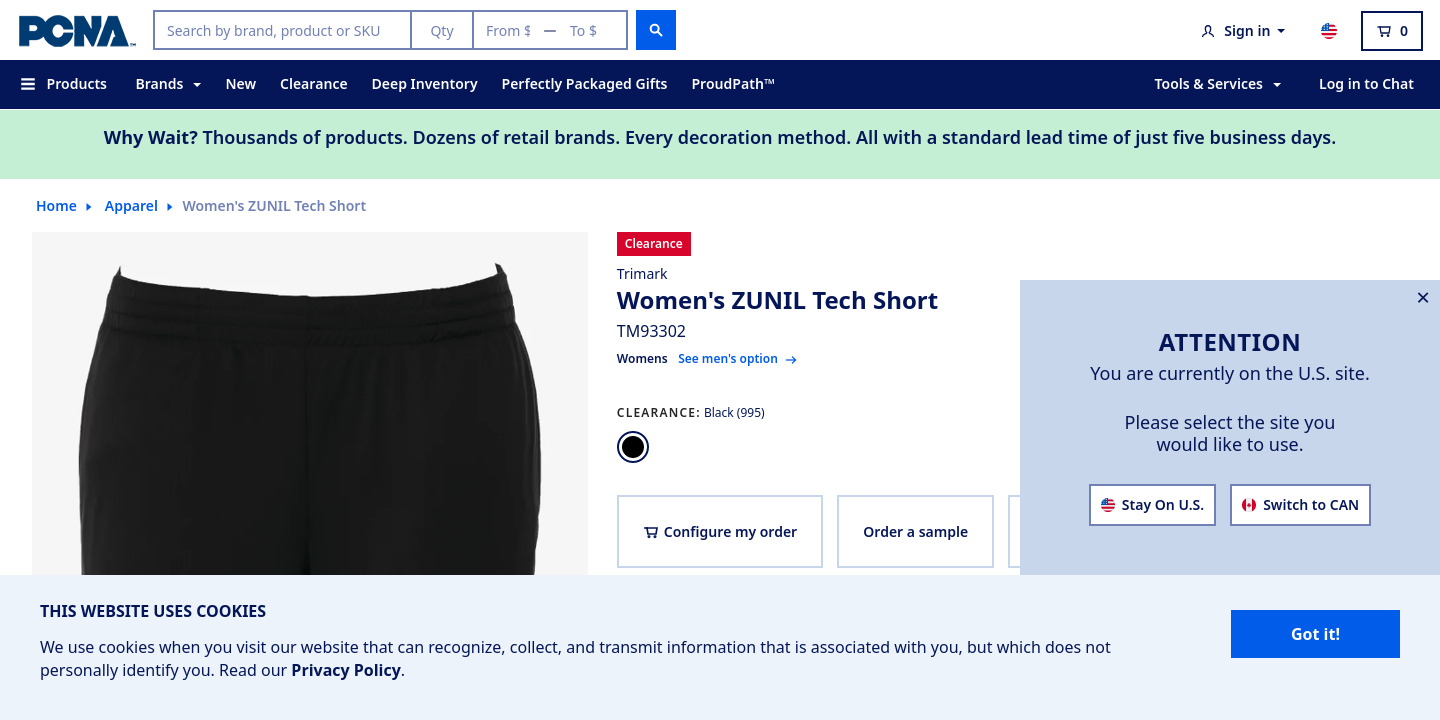 PCNA™
Search by brand, product or SKU
Qty
From $ — To $
Sign in
0
Products
Brands
New
Clearance
Deep Inventory
Perfectly Packaged Gifts
ProudPath™
Tools & Services
Log in to Chat
Why Wait? Thousands of products. Dozens of retail brands. Every decoration method. All with a standard lead time of just five business days.
Home
Apparel
Women's ZUNIL Tech Short
Clearance
Trimark
Women's ZUNIL Tech Short
TM93302
Womens See men's option
CLEARANCE: Black (995)
Configure my order
Order a sample
ATTENTION
You are currently on the U.S. site.
Please select the site you
would like to use.
Stay On U.S.
Switch to CAN
THIS WEBSITE USES COOKIES
We use cookies when you visit our website that can recognize, collect, and transmit information that is associated with you, but which does not
personally identify you. Read our Privacy Policy.
Got it!